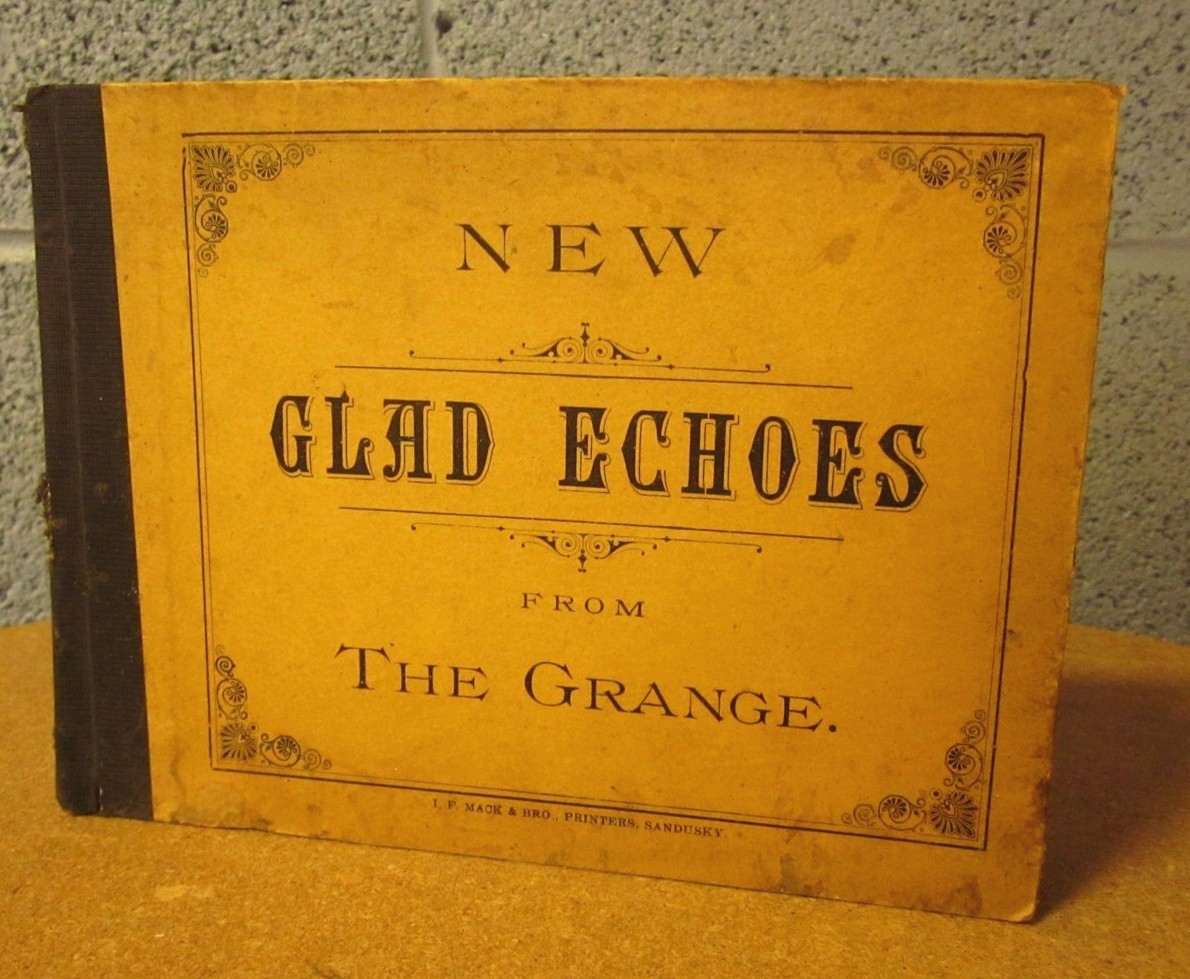 NEW
GLAD ECHOES
FROM
THE GRANGE.
I. F. MACK & BRO., PRINTERS, SANDUSKY.